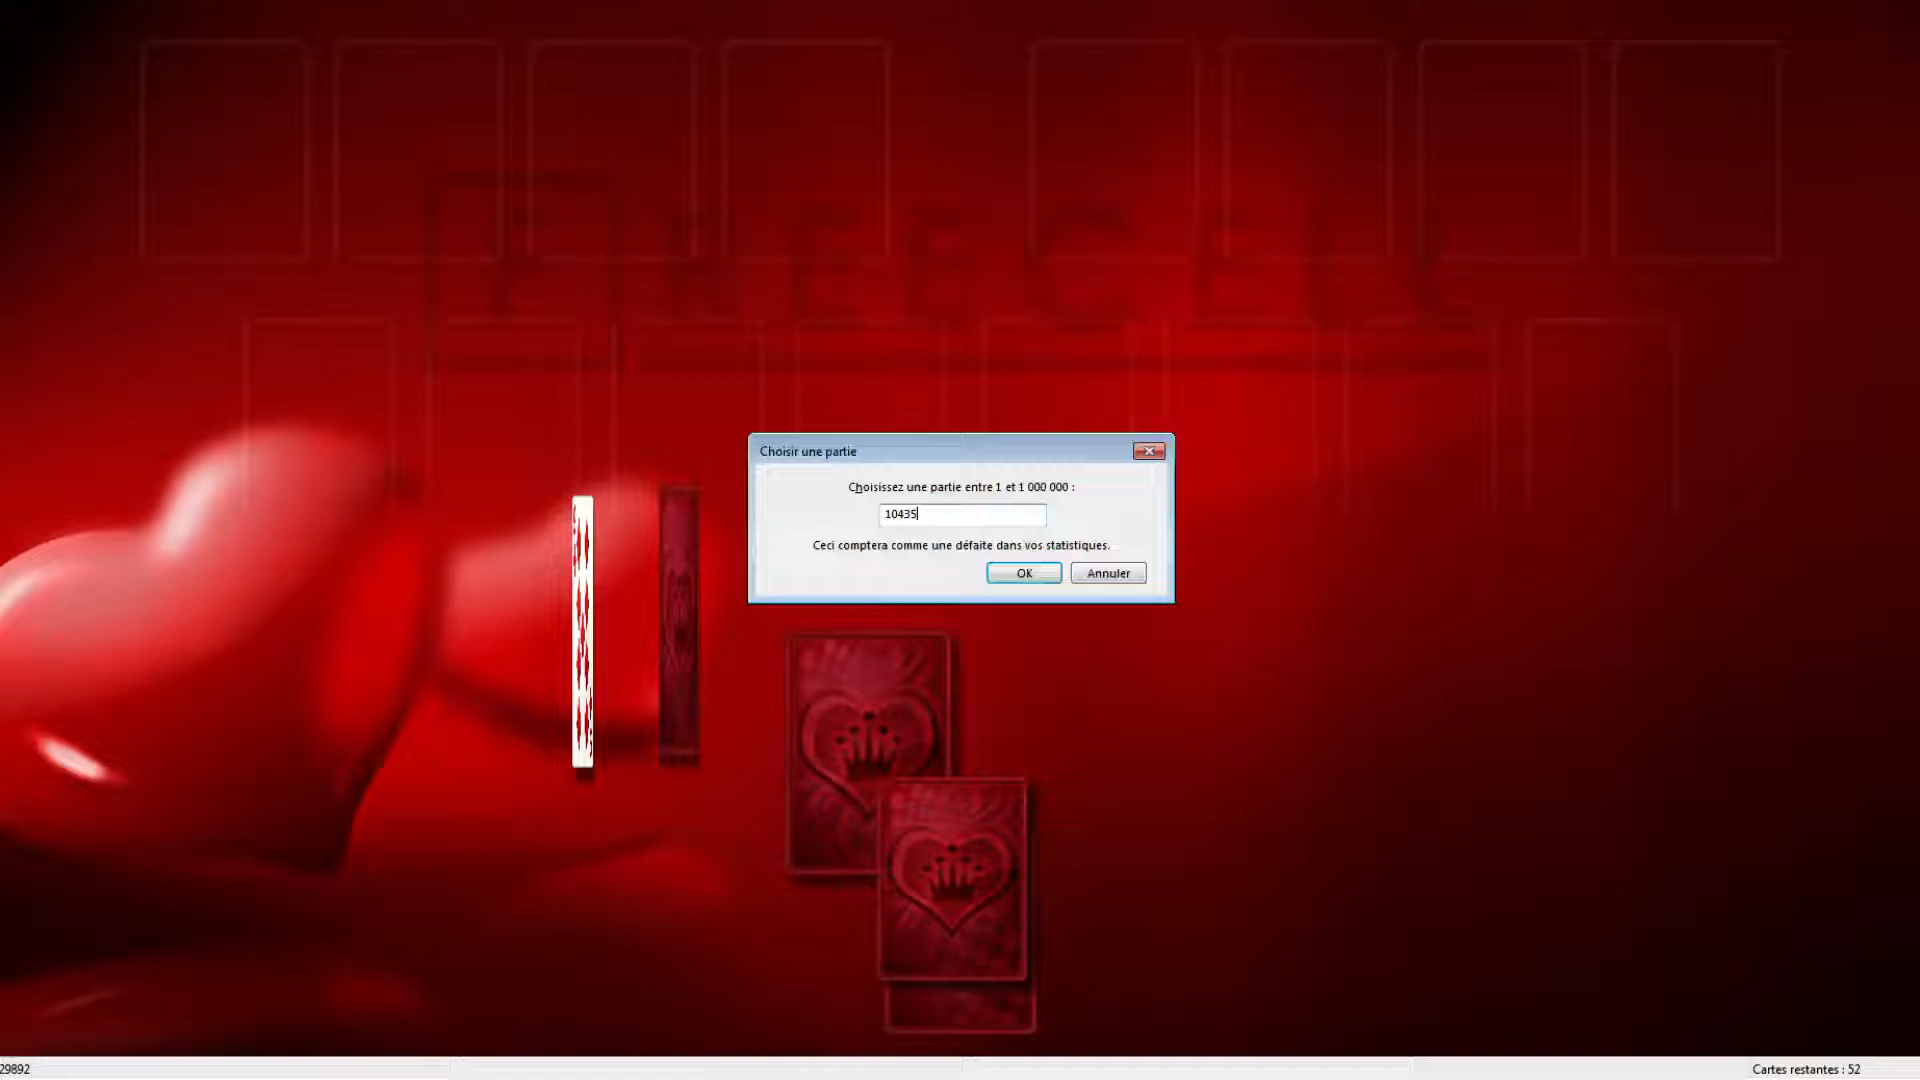 FREECELL
Choisir une partie
Choisissez une partie entre 1 et 1 000 000 :
10435
Ceci comptera comme une défaite dans vos statistiques.
OK
Annuler
29892
Cartes restantes : 52